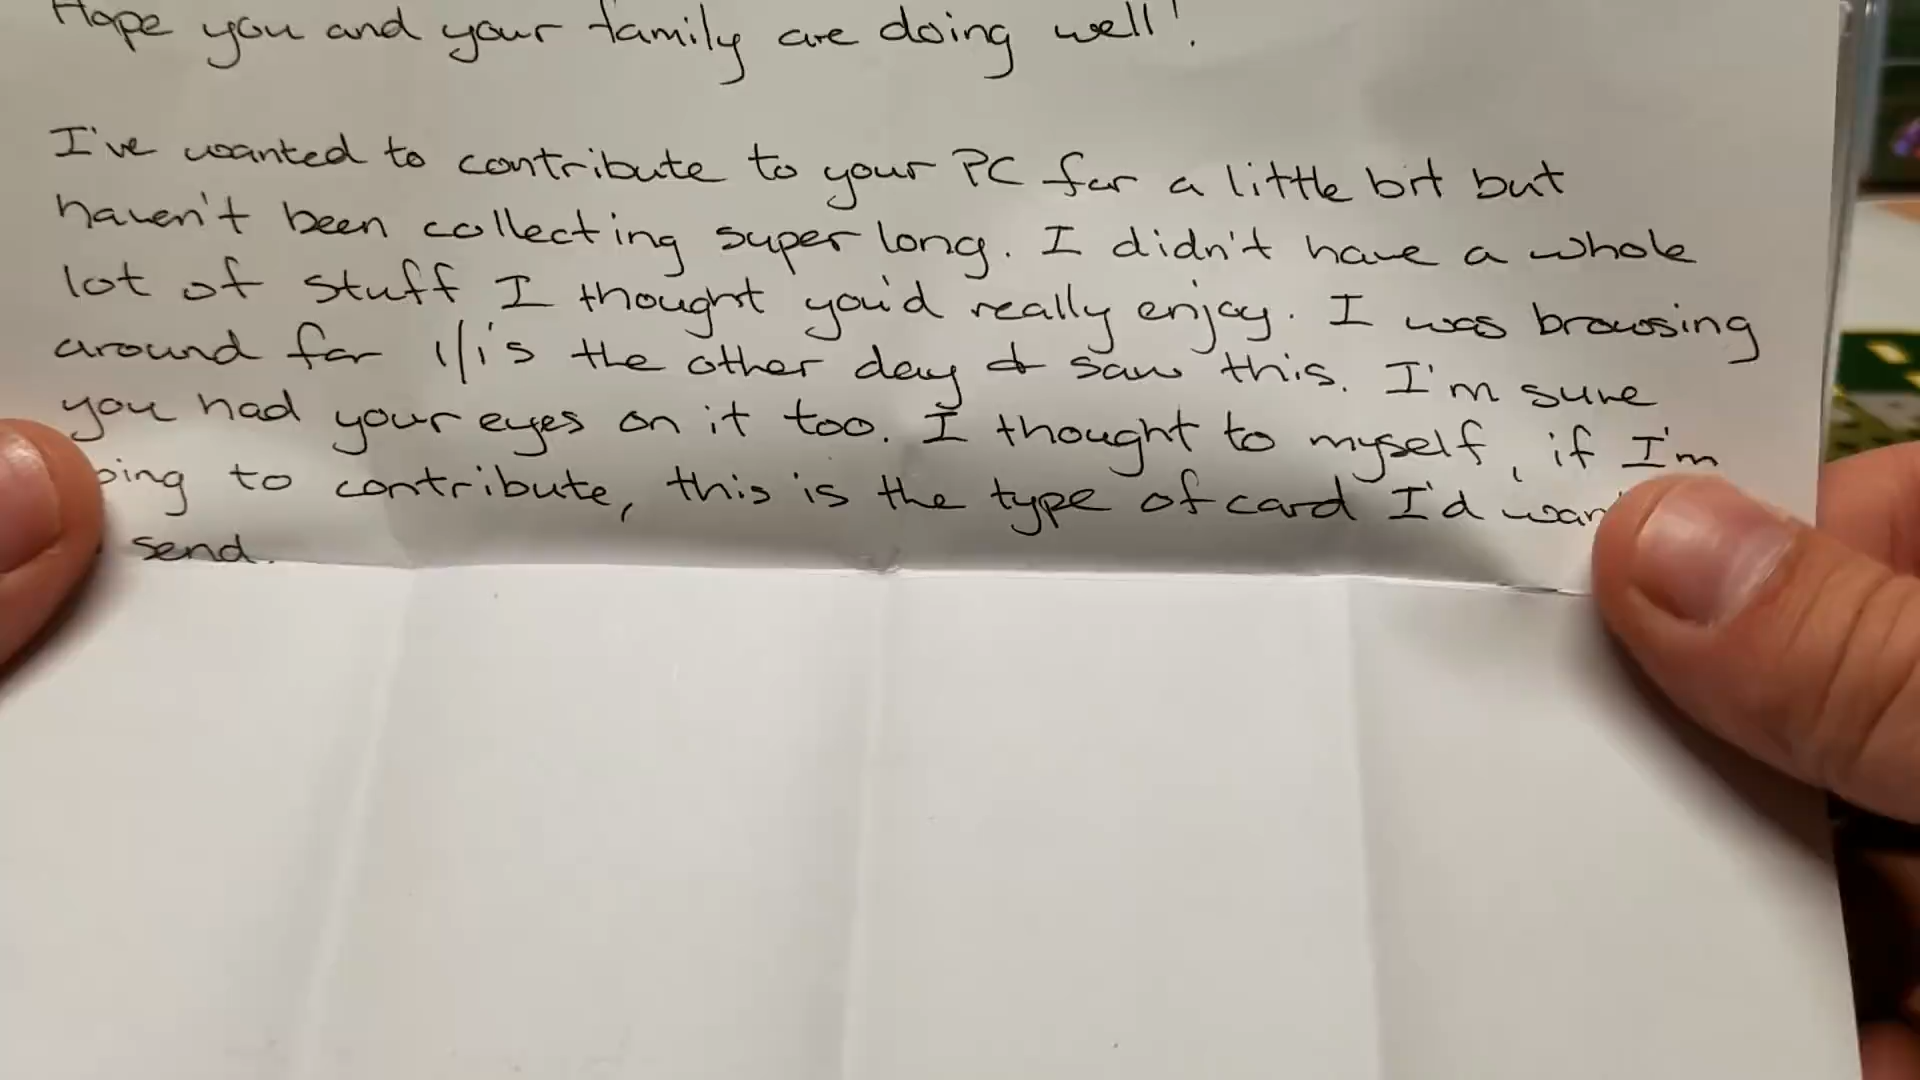 Hope you and your family are doing well!
I've wanted to contribute to your PC for a little bit but
haven't been collecting super long. I didn't have a whole
lot of stuff I thought you'd really enjoy. I was browsing
around for 1/1's the other day & saw this. I'm sure
you had your eyes on it too. I thought to myself, if I'm
to contribute, this is the type of card I'd
send.